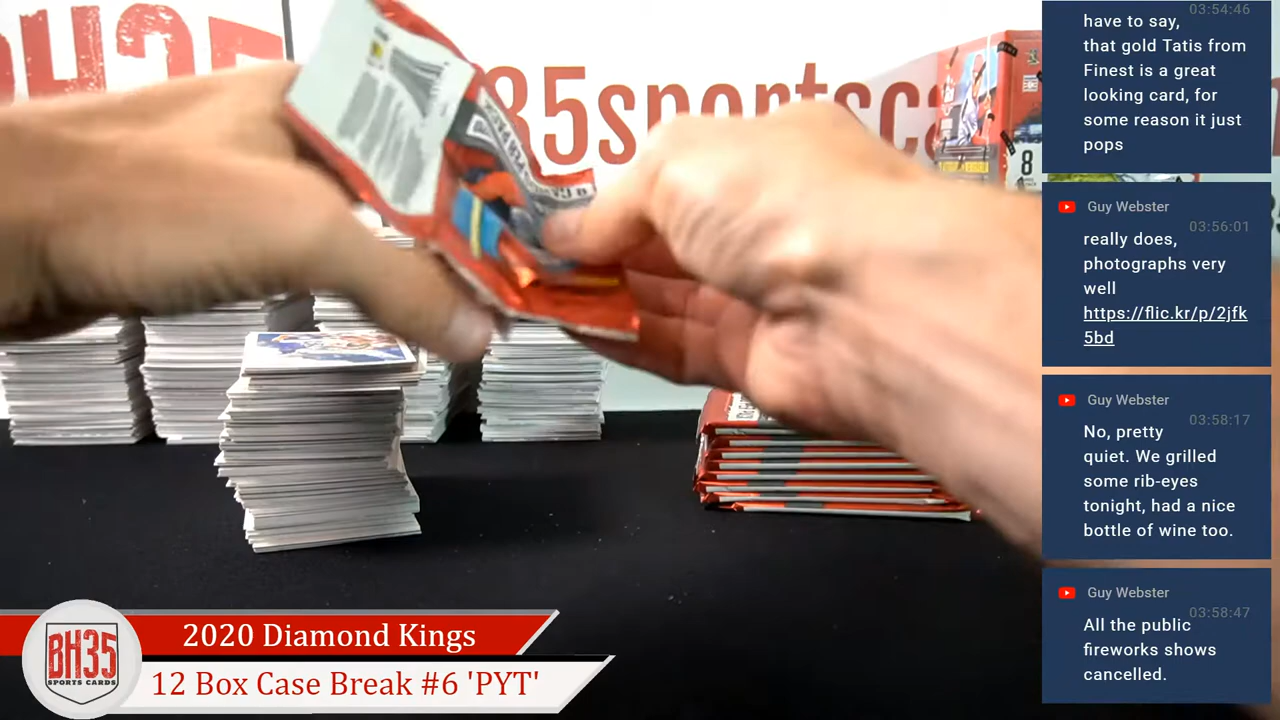 BH35
35sportsca
8
03:54:46
have to say,
that gold Tatis from
Finest is a great
looking card, for
some reason it just
pops
Guy Webster
03:56:01
really does,
photographs very
well
https://flic.kr/p/2jfk
5bd
Guy Webster
03:58:17
No, pretty
quiet. We grilled
some rib-eyes
tonight, had a nice
bottle of wine too.
Guy Webster
03:58:47
All the public
fireworks shows
cancelled.
BH35
SPORTS CARDS
2020 Diamond Kings
12 Box Case Break #6 'PYT'